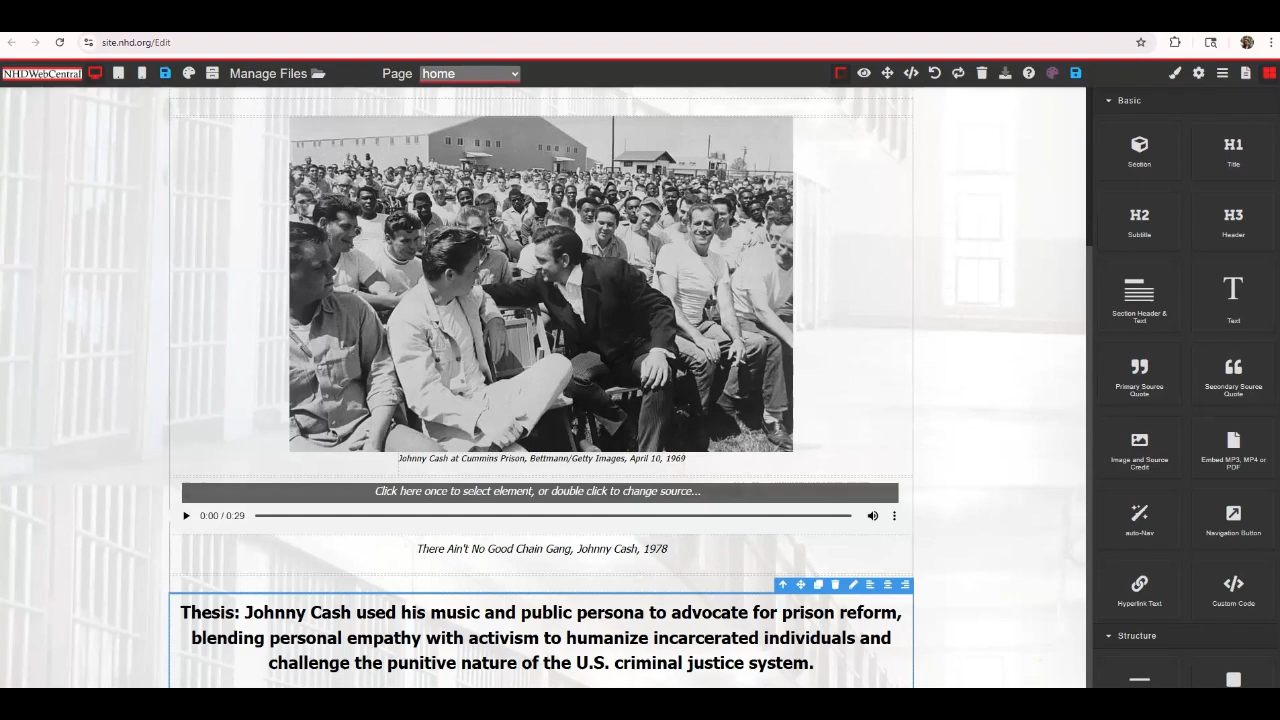 site.nhd.org/Edit
NHDWebCentral
Manage Files
Page
home
Basic
Section
H1
Title
H2
Subtitle
H3
Header
Section Header &
Text
T
Text
Primary Source
Quote
Secondary Source
Quote
Image and Source
Credit
Embed MP3, MP4 or
PDF
auto-Nav
Navigation Button
Hyperlink Text
Custom Code
Structure
Johnny Cash at Cummins Prison, Bettmann/Getty Images, April 10, 1969
Click here once to select element, or double click to change source...
0:00 / 0:29
There Ain't No Good Chain Gang, Johnny Cash, 1978
Thesis: Johnny Cash used his music and public persona to advocate for prison reform,
blending personal empathy with activism to humanize incarcerated individuals and
challenge the punitive nature of the U.S. criminal justice system.